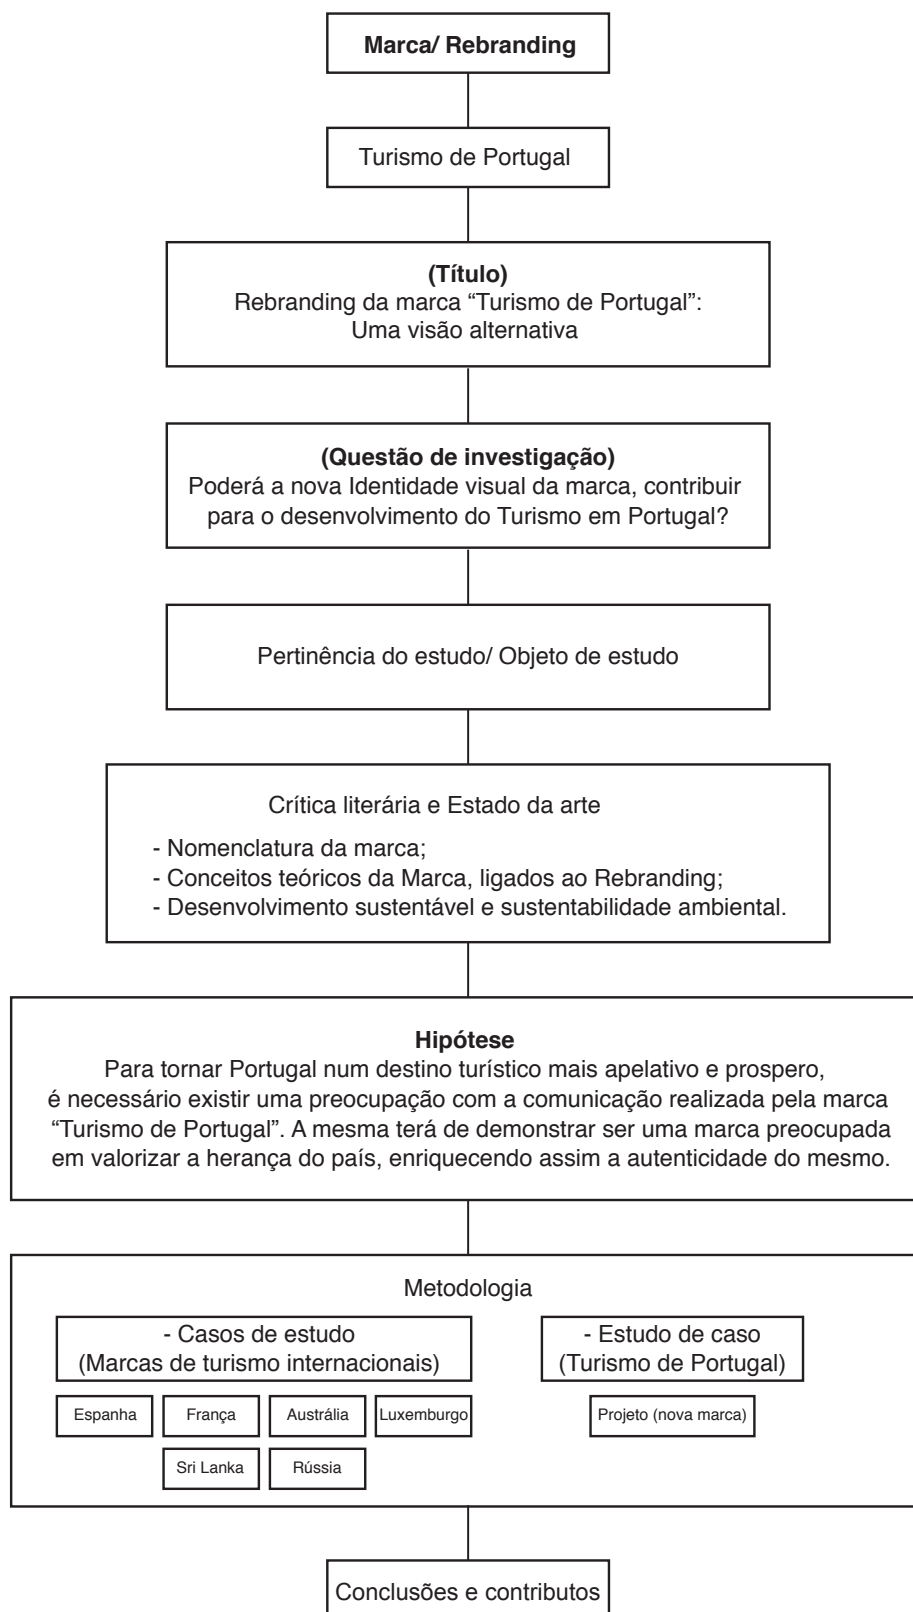 Marca/ Rebranding
Turismo de Portugal
(Título)
Rebranding da marca “Turismo de Portugal”:
Uma visão alternativa
(Questão de investigação)
Poderá a nova Identidade visual da marca, contribuir
para o desenvolvimento do Turismo em Portugal?
Pertinência do estudo/ Objeto de estudo
Crítica literária e Estado da arte
- Nomenclatura da marca;
- Conceitos teóricos da Marca, ligados ao Rebranding;
- Desenvolvimento sustentável e sustentabilidade ambiental.
Hipótese
Para tornar Portugal num destino turístico mais apelativo e prospero,
é necessário existir uma preocupação com a comunicação realizada pela marca
“Turismo de Portugal”. A mesma terá de demonstrar ser uma marca preocupada
em valorizar a herança do país, enriquecendo assim a autenticidade do mesmo.
Metodologia
- Casos de estudo
(Marcas de turismo internacionais)
- Estudo de caso
(Turismo de Portugal)
Espanha
França
Austrália
Luxemburgo
Projeto (nova marca)
Sri Lanka
Rússia
Conclusões e contributos